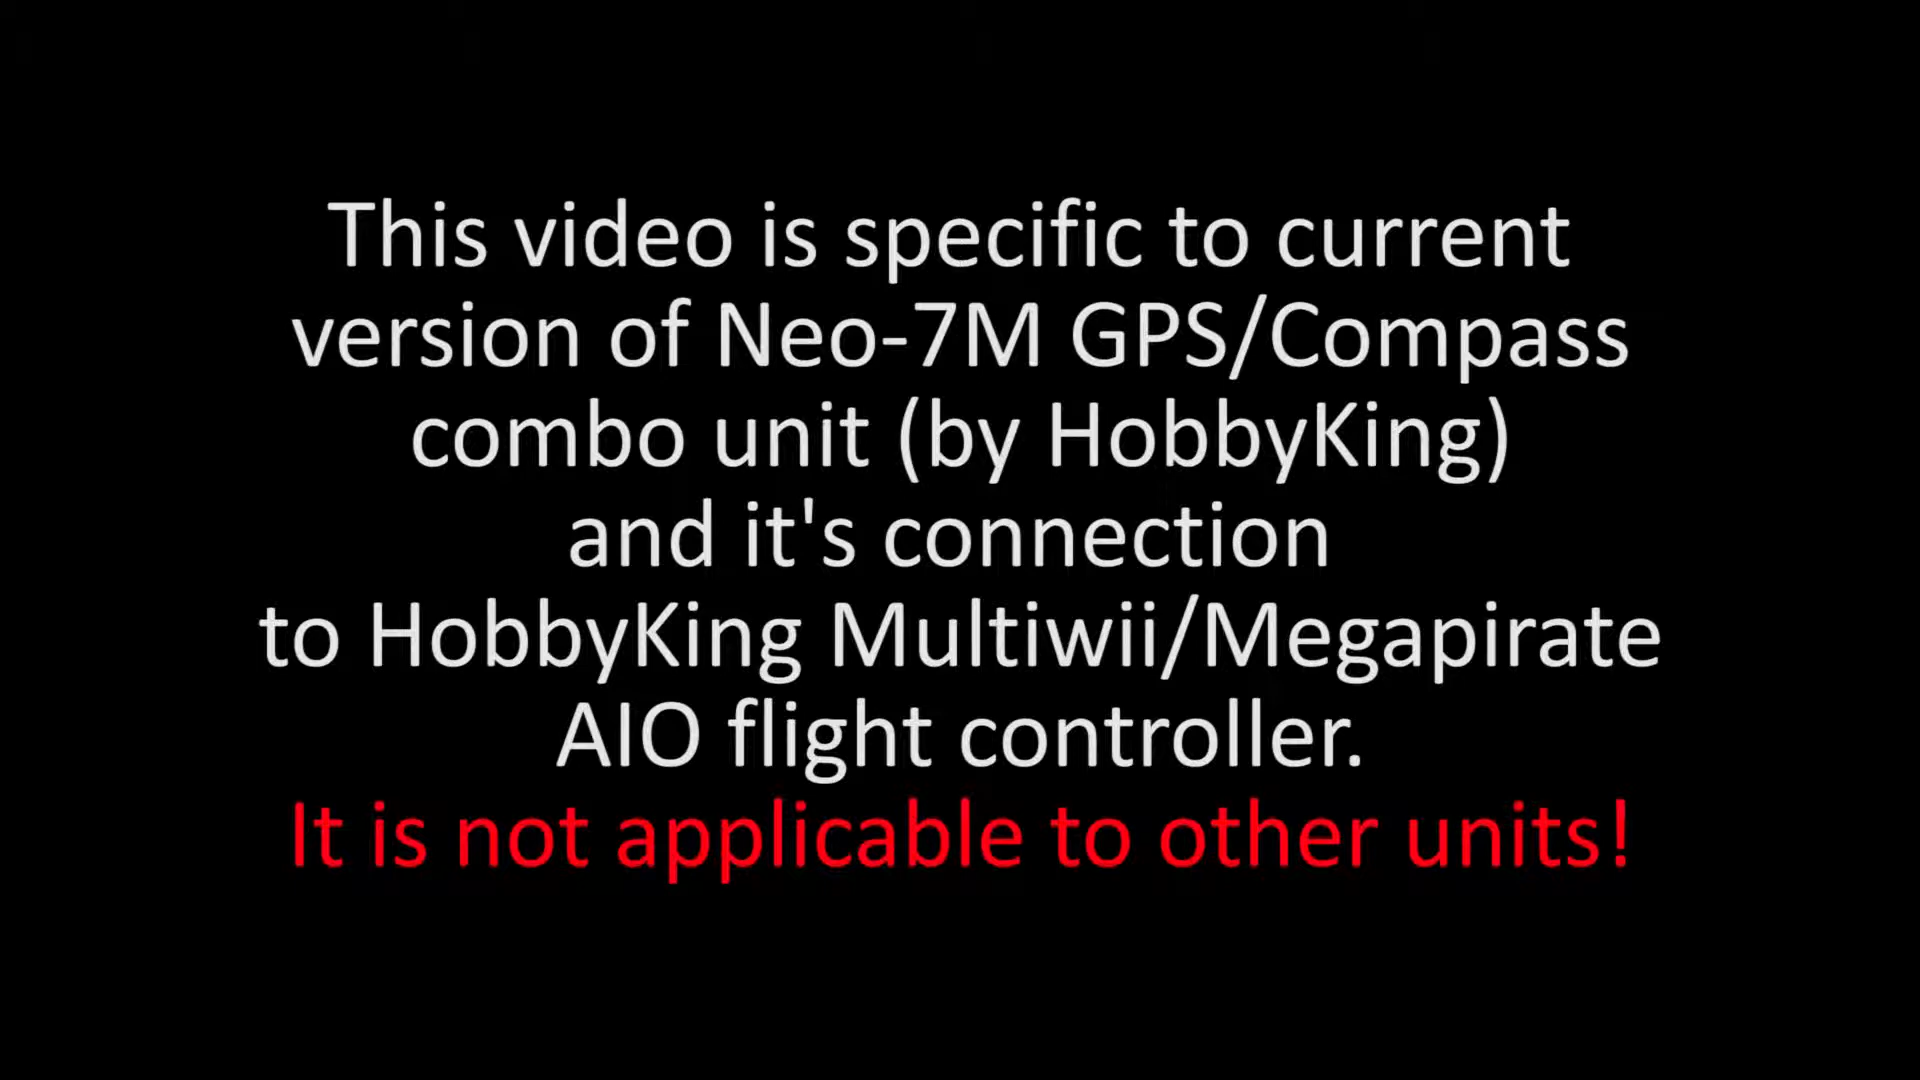 This video is specific to current
version of Neo-7M GPS/Compass
combo unit (by HobbyKing)
and it's connection
to HobbyKing Multiwii/Megapirate
AIO flight controller.
It is not applicable to other units!